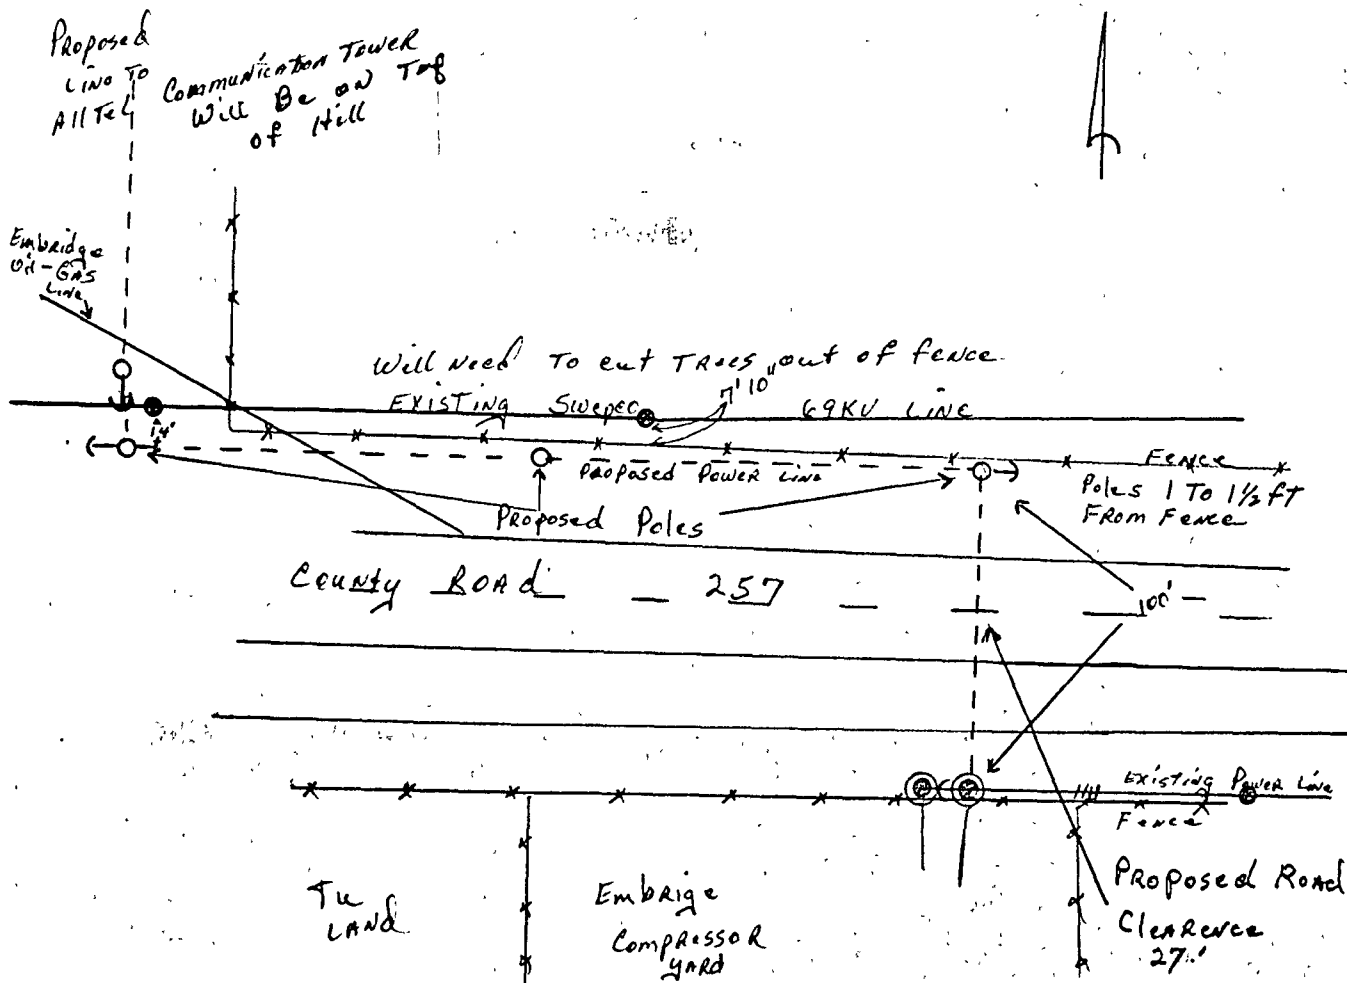 Proposed
Line To
AllTel
Communication Tower
Will Be on Top
of Hill
Embridge
Oil-Gas
Line
Will Need To cut Trees out of fence
7'10"
Existing Swepco 69KV Line
14'
Proposed Power Line
Fence
Poles 1 To 1½ ft
From Fence
Proposed Poles
County Road 257
100'
Existing Power Line
Fence
Tu
Land
Embrige
Compressor
Yard
Proposed Road
Clearence
27'